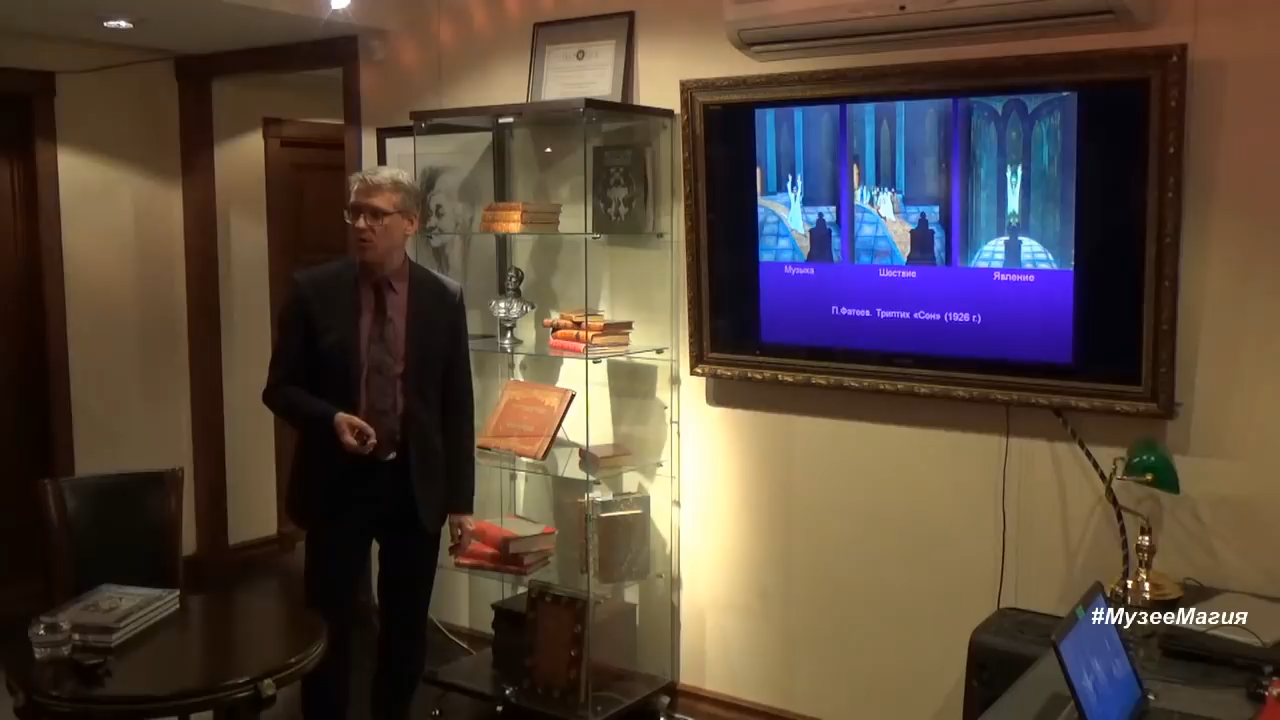 Музыка
Шествие
Явление
П.Фатеев. Триптих «Сон» (1926 г.)
#МузееМагия